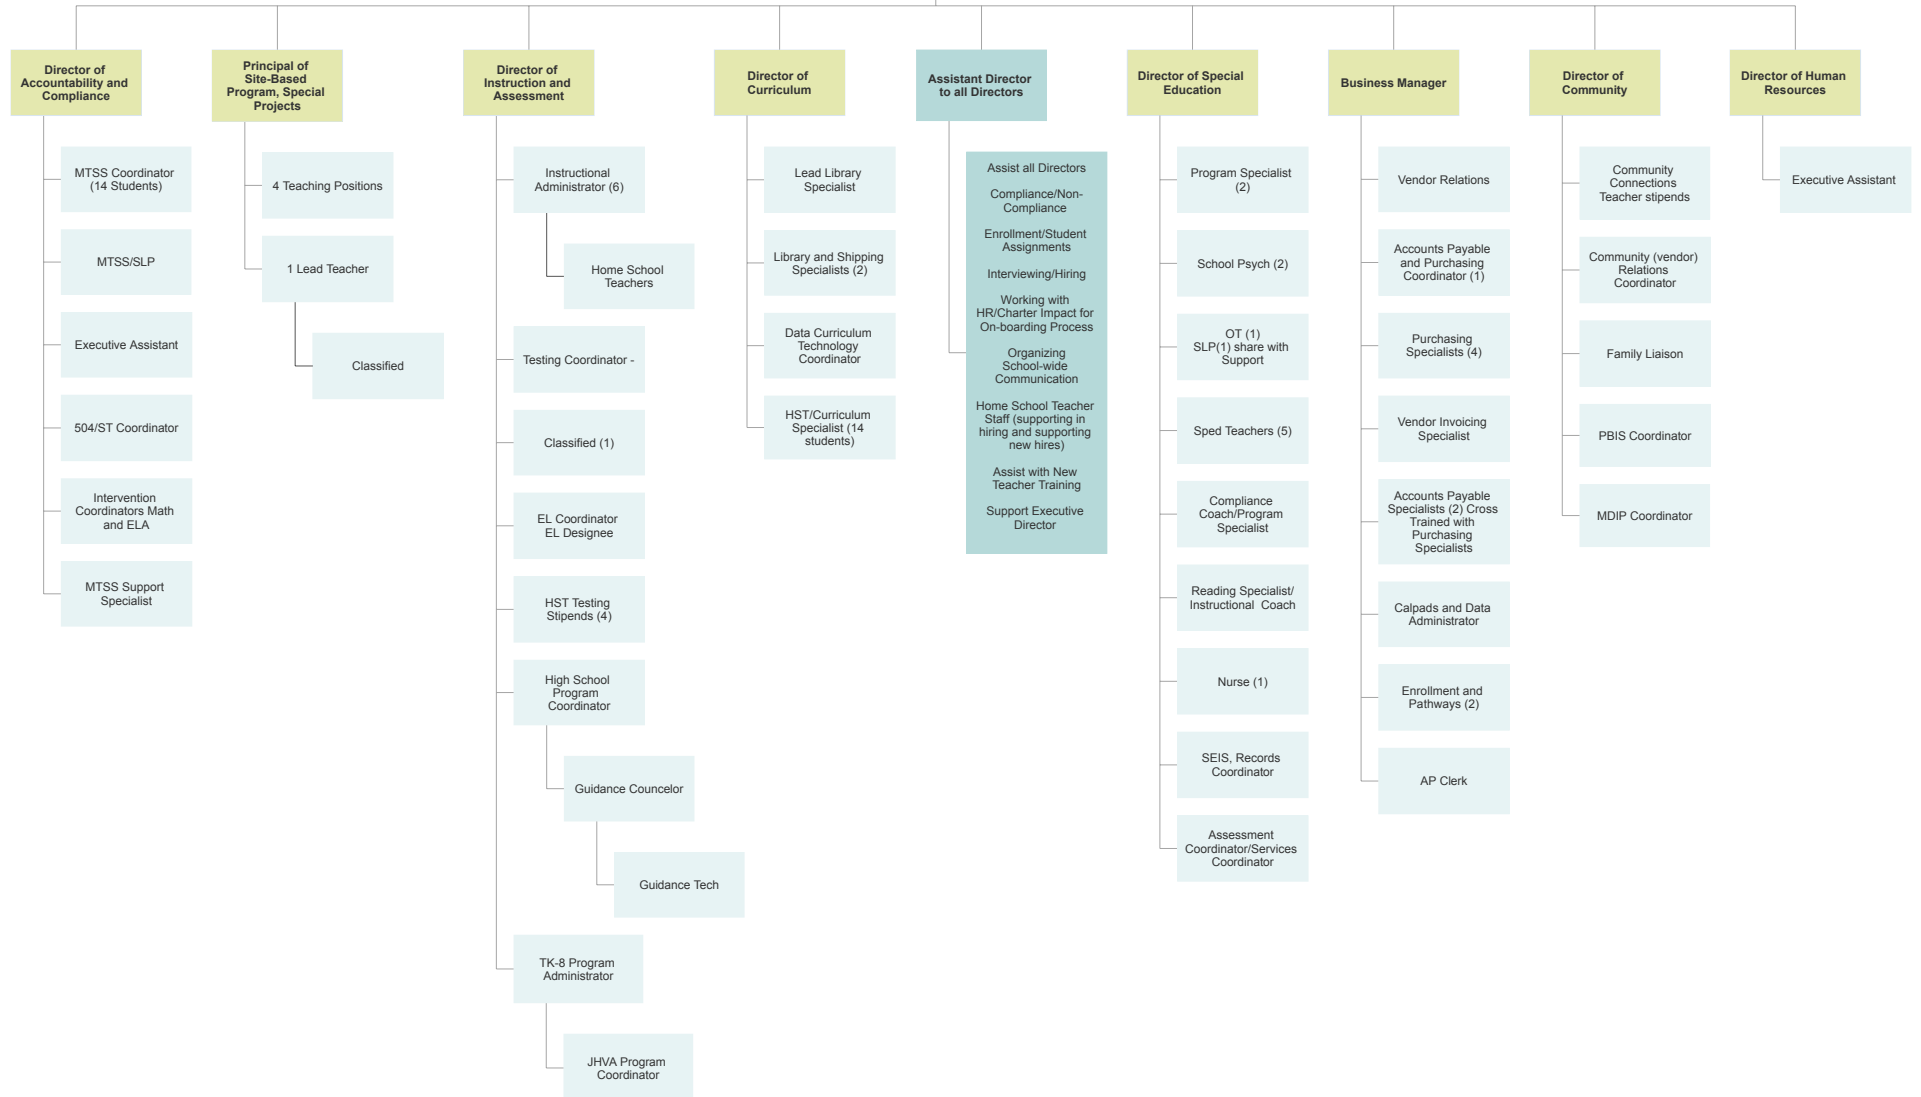 Director of
Accountability and
Compliance
MTSS Coordinator
(14 Students)
MTSS/SLP
Executive Assistant
504/ST Coordinator
Intervention
Coordinators Math
and ELA
MTSS Support
Specialist
Principal of
Site-Based
Program, Special
Projects
4 Teaching Positions
1 Lead Teacher
Classified
Director of
Instruction and
Assessment
Instructional
Administrator (6)
Home School
Teachers
Testing Coordinator -
Classified (1)
EL Coordinator
EL Designee
HST Testing
Stipends (4)
High School
Program
Coordinator
Guidance Councelor
Guidance Tech
TK-8 Program
Administrator
JHVA Program
Coordinator
Director of
Curriculum
Lead Library
Specialist
Library and Shipping
Specialists (2)
Data Curriculum
Technology
Coordinator
HST/Curriculum
Specialist (14
students)
Assistant Director
to all Directors
Assist all Directors
Compliance/Non-
Compliance
Enrollment/Student
Assignments
Interviewing/Hiring
Working with
HR/Charter Impact for
On-boarding Process
Organizing
School-wide
Communication
Home School Teacher
Staff (supporting in
hiring and supporting
new hires)
Assist with New
Teacher Training
Support Executive
Director
Director of Special
Education
Program Specialist
(2)
School Psych (2)
OT (1)
SLP(1) share with
Support
Sped Teachers (5)
Compliance
Coach/Program
Specialist
Reading Specialist/
Instructional Coach
Nurse (1)
SEIS, Records
Coordinator
Assessment
Coordinator/Services
Coordinator
Business Manager
Vendor Relations
Accounts Payable
and Purchasing
Coordinator (1)
Purchasing
Specialists (4)
Vendor Invoicing
Specialist
Accounts Payable
Specialists (2) Cross
Trained with
Purchasing
Specialists
Calpads and Data
Administrator
Enrollment and
Pathways (2)
AP Clerk
Director of
Community
Community
Connections
Teacher stipends
Community (vendor)
Relations
Coordinator
Family Liaison
PBIS Coordinator
MDIP Coordinator
Director of Human
Resources
Executive Assistant